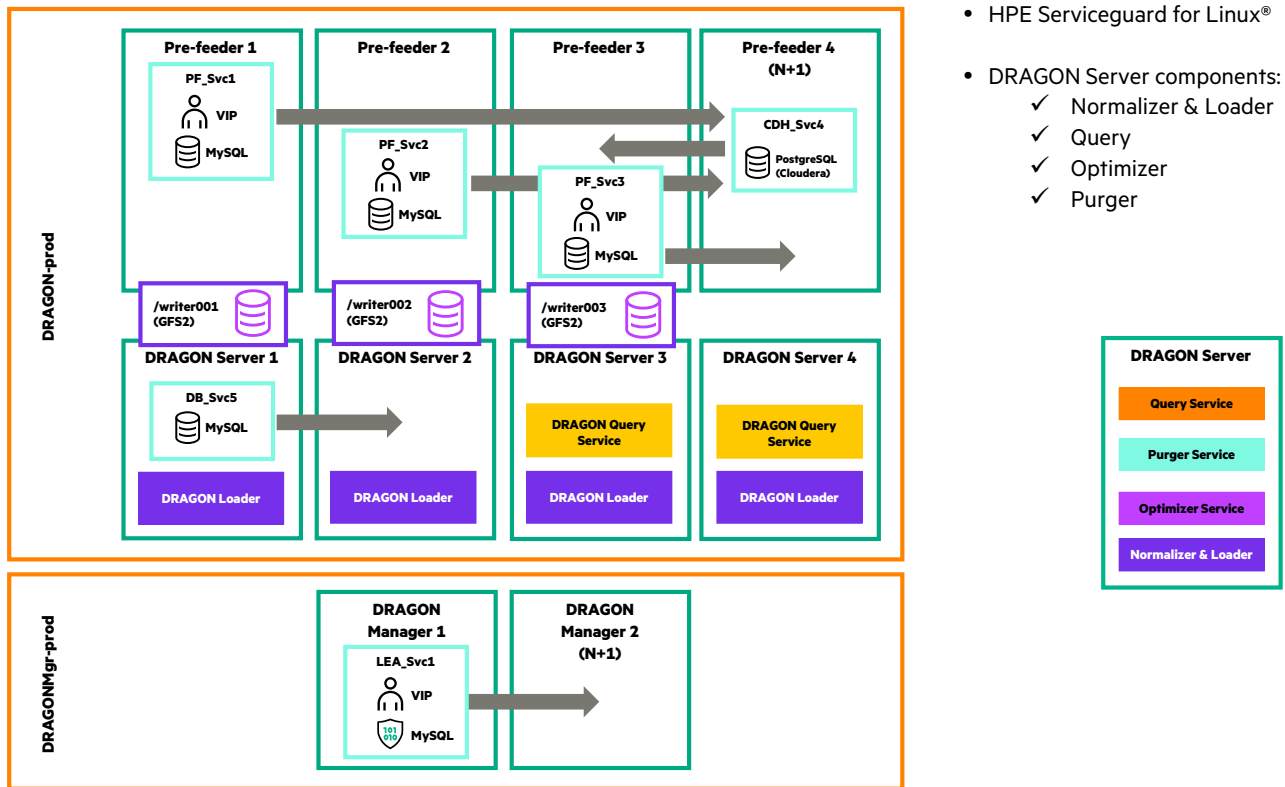 DRAGON-prod
Pre-feeder 1
PF_Svc1
VIP
MySQL
Pre-feeder 2
PF_Svc2
VIP
MySQL
Pre-feeder 3
PF_Svc3
VIP
MySQL
Pre-feeder 4
(N+1)
CDH_Svc4
PostgreSQL
(Cloudera)
/writer001
(GFS2)
/writer002
(GFS2)
/writer003
(GFS2)
DRAGON Server 1
DB_Svc5
MySQL
DRAGON Loader
DRAGON Server 2
DRAGON Loader
DRAGON Server 3
DRAGON Query
Service
DRAGON Loader
DRAGON Server 4
DRAGON Query
Service
DRAGON Loader
DRAGONMgr-prod
DRAGON
Manager 1
LEA_Svc1
VIP
101
010
MySQL
DRAGON
Manager 2
(N+1)
• HPE Serviceguard for Linux®
• DRAGON Server components:
✓ Normalizer & Loader
✓ Query
✓ Optimizer
✓ Purger
DRAGON Server
Query Service
Purger Service
Optimizer Service
Normalizer & Loader